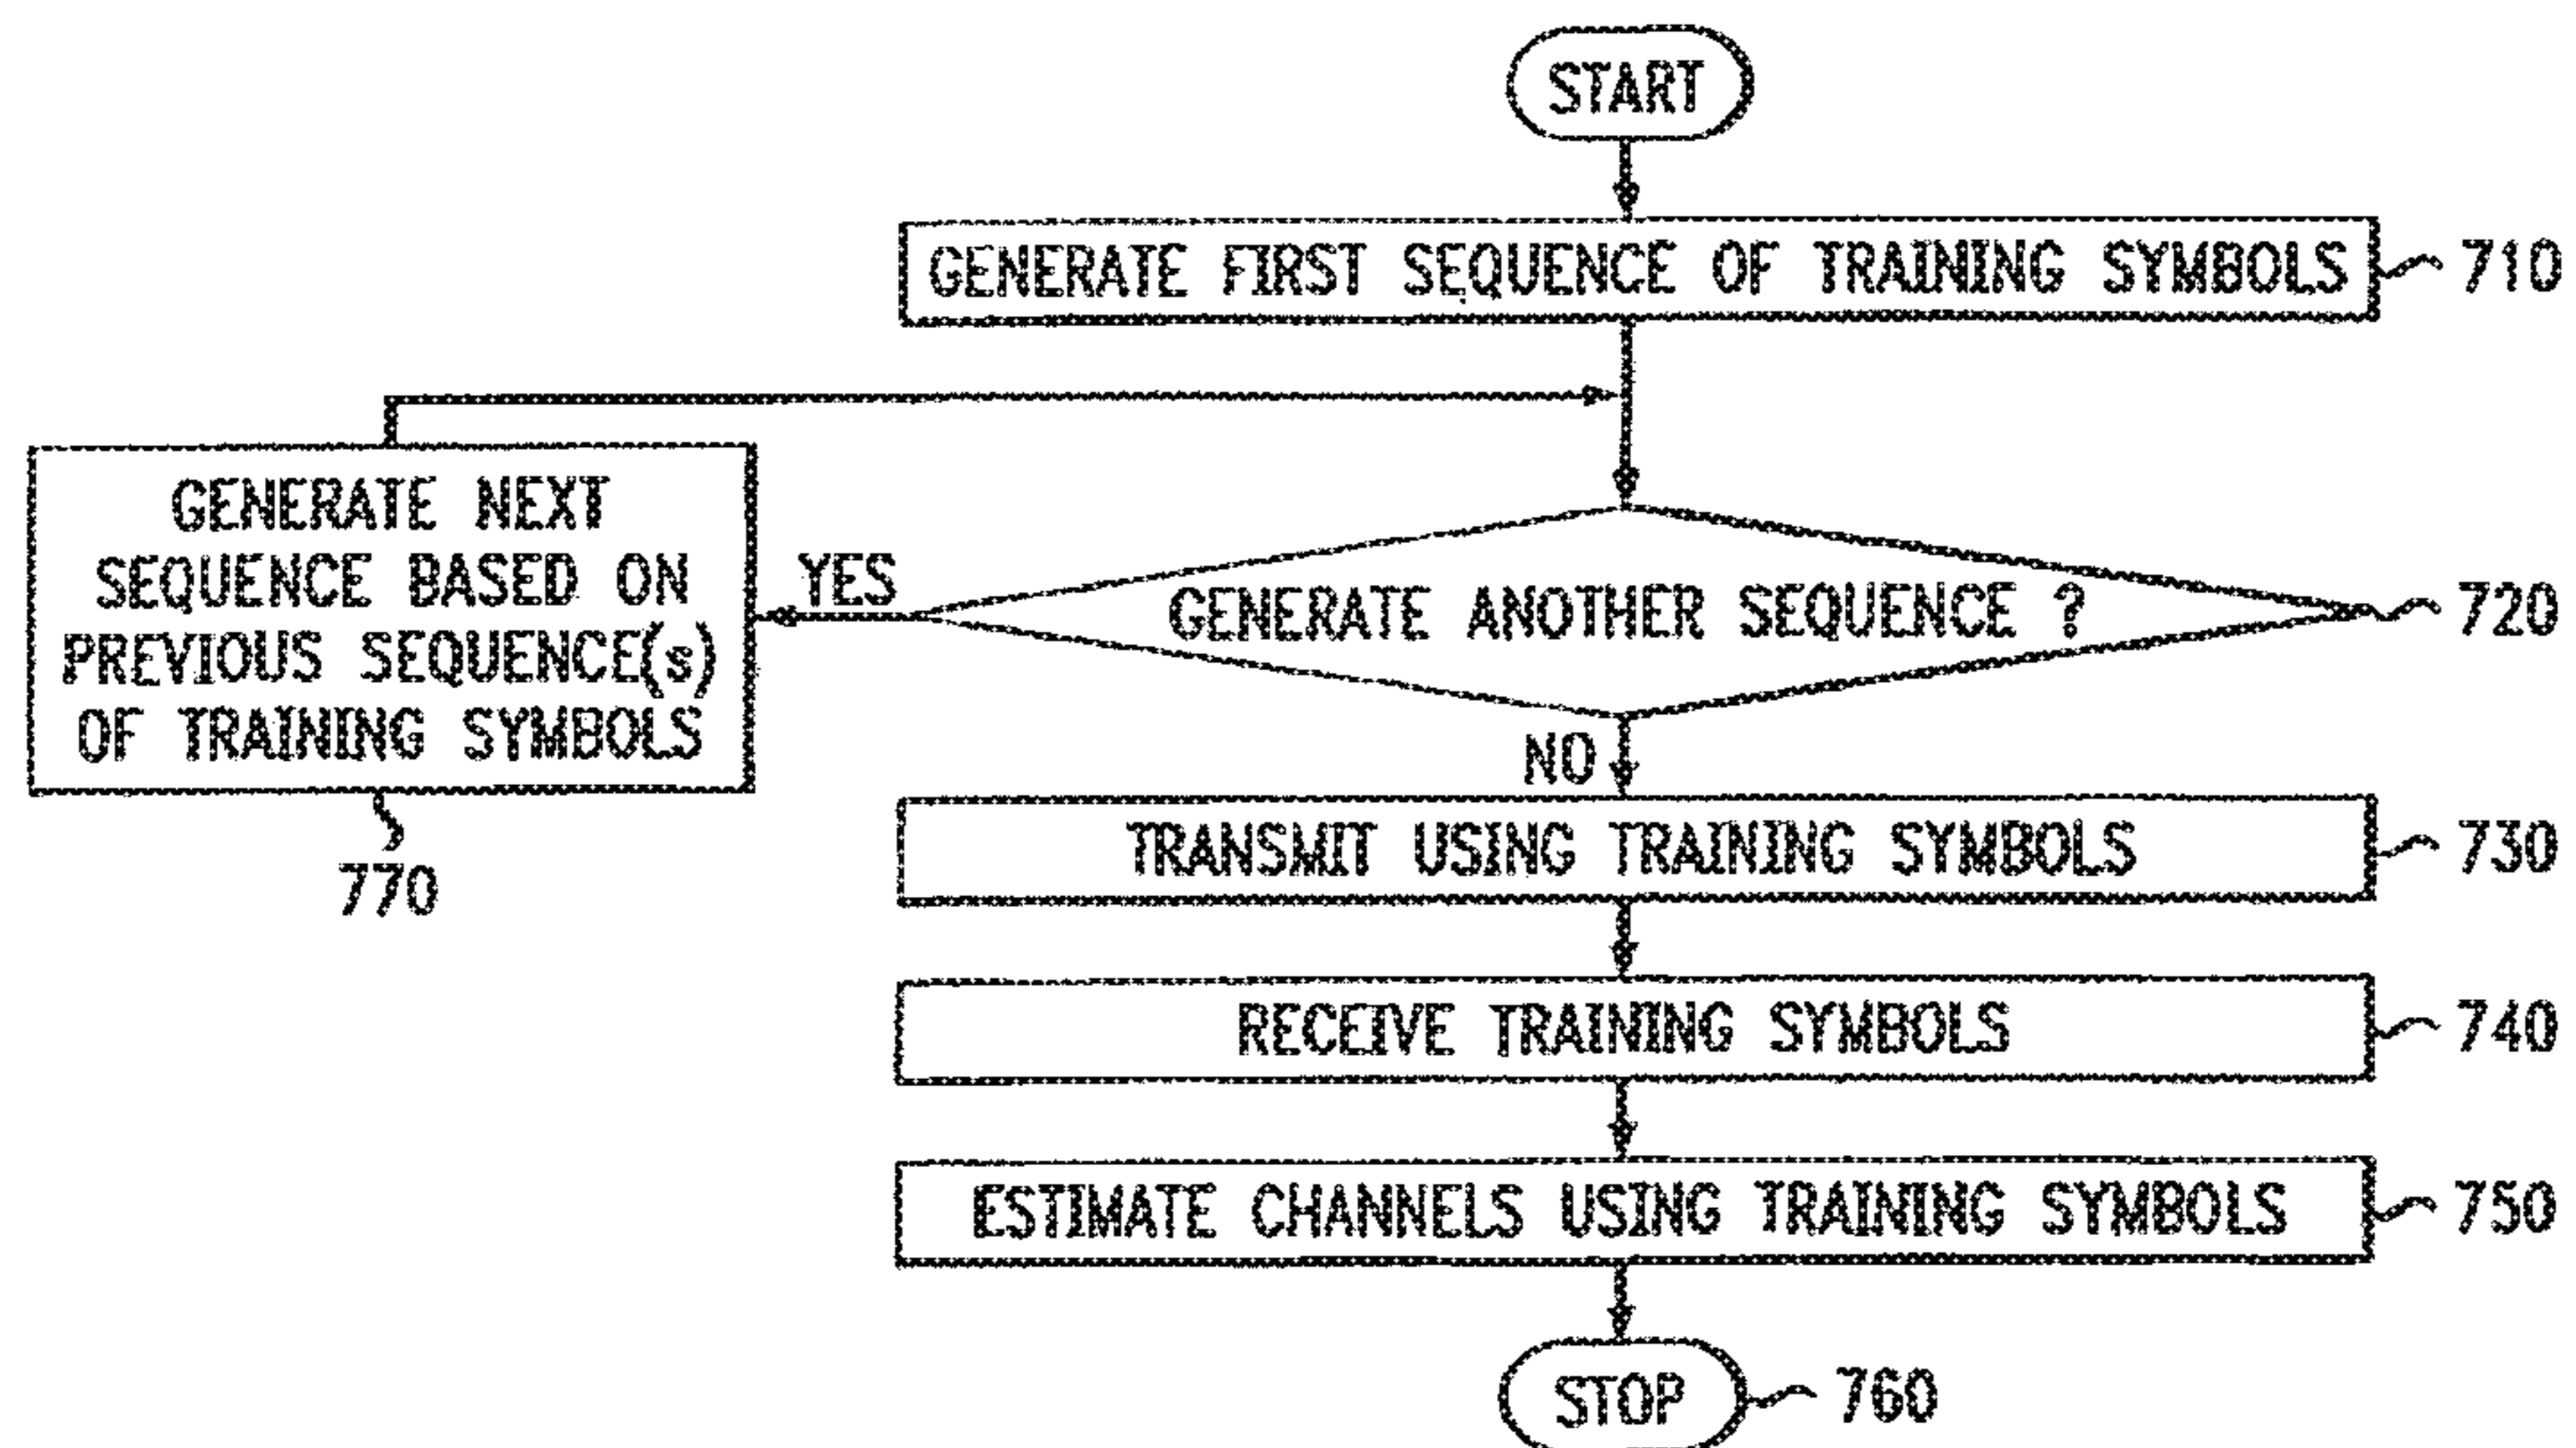 START
GENERATE FIRST SEQUENCE OF TRAINING SYMBOLS
710
GENERATE NEXT
SEQUENCE BASED ON
PREVIOUS SEQUENCE(s)
OF TRAINING SYMBOLS
770
YES
GENERATE ANOTHER SEQUENCE ?
720
NO
TRANSMIT USING TRAINING SYMBOLS
730
RECEIVE TRAINING SYMBOLS
740
ESTIMATE CHANNELS USING TRAINING SYMBOLS
750
STOP
760